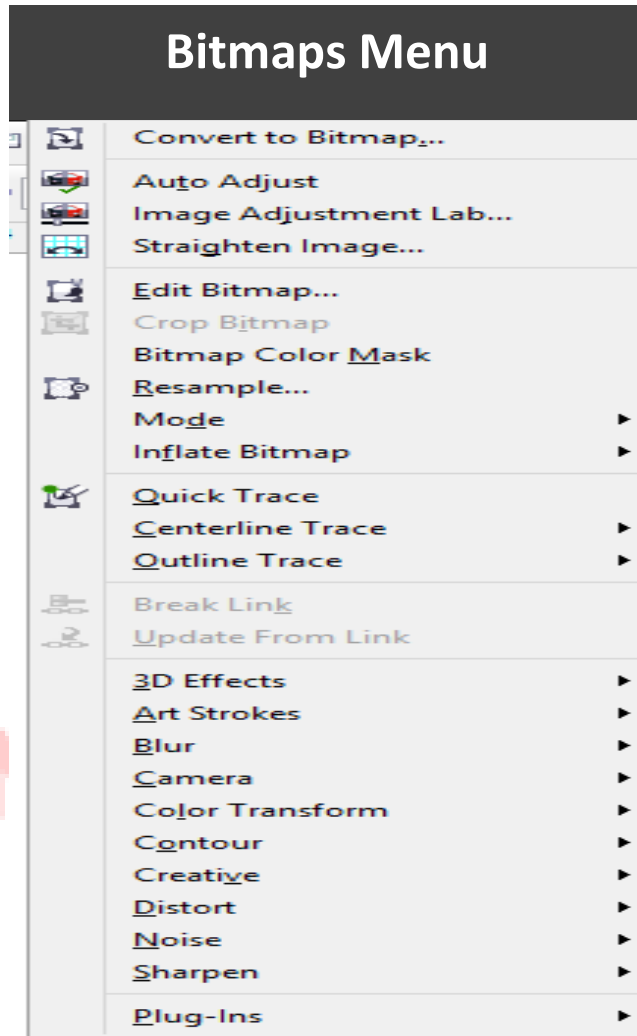 Bitmaps Menu
Convert to Bitmap...
Auto Adjust
Image Adjustment Lab...
Straighten Image...
Edit Bitmap...
Crop Bitmap
Bitmap Color Mask
Resample...
Mode
Inflate Bitmap
Quick Trace
Centerline Trace
Outline Trace
Break Link
Update From Link
3D Effects
Art Strokes
Blur
Camera
Color Transform
Contour
Creative
Distort
Noise
Sharpen
Plug-Ins